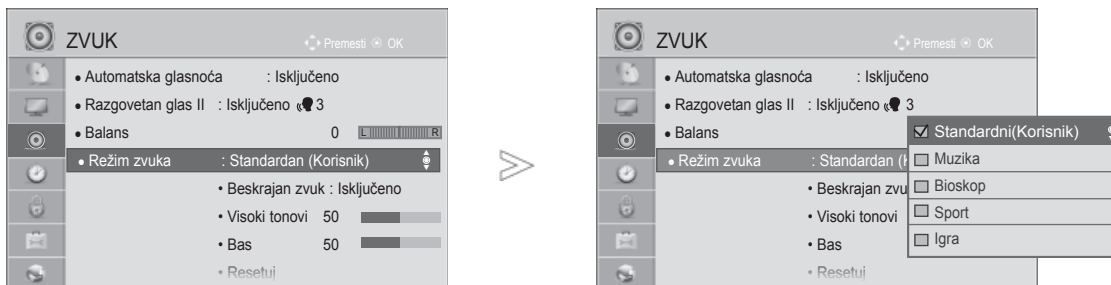 ZVUK
Premesti OK
• Automatska glasnoća : Isključeno
• Razgovetan glas II : Isključeno 3
• Balans 0 L R
• Režim zvuka : Standardan (Korisnik)
• Beskrajan zvuk : Isključeno
• Visoki tonovi 50
• Bas 50
• Resetuj
ZVUK
Premesti OK
• Automatska glasnoća : Isključeno
• Razgovetan glas II : Isključeno 3
• Balans
• Režim zvuka : Standardan (
• Beskrajan zvu
• Visoki tonovi
• Bas
• Resetuj
Standardni(Korisnik)
Muzika
Bioskop
Sport
Igra